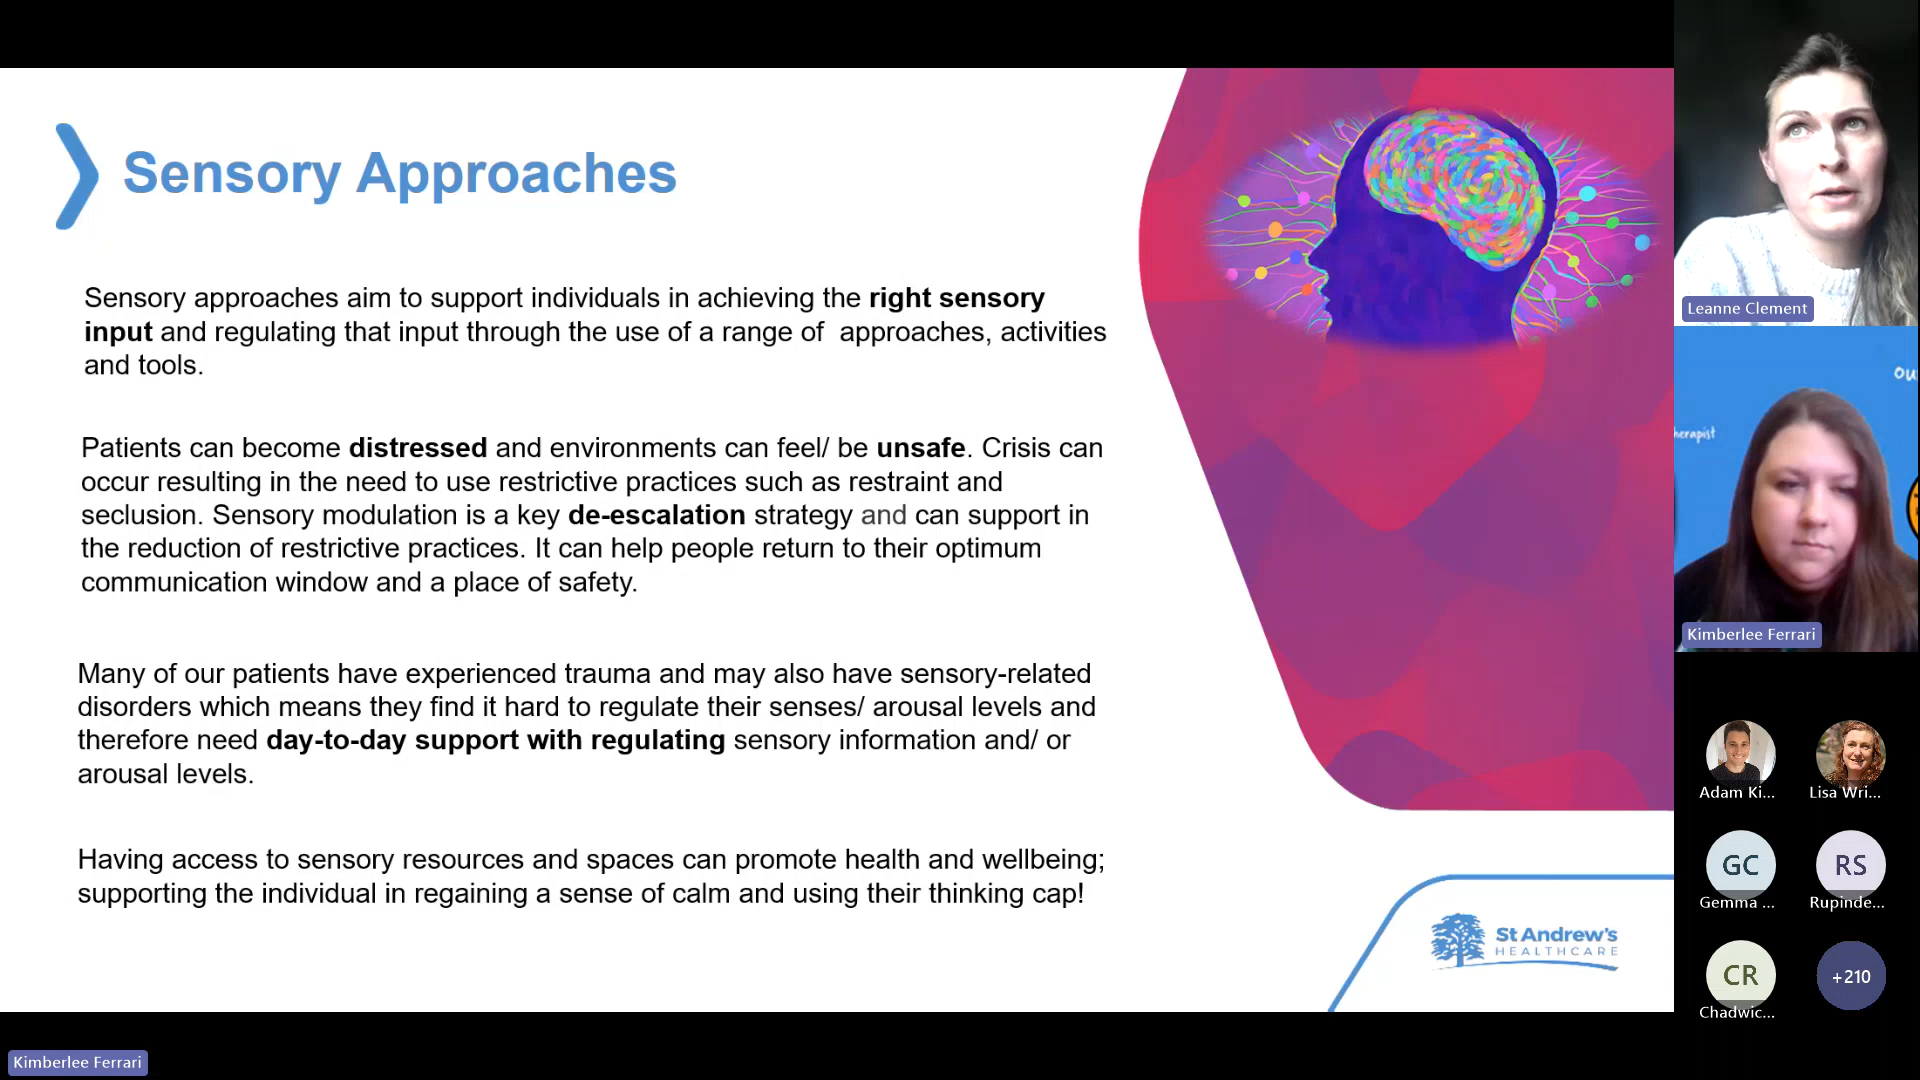 Sensory Approaches
Sensory approaches aim to support individuals in achieving the right sensory
input and regulating that input through the use of a range of  approaches, activities
and tools.
Patients can become distressed and environments can feel/ be unsafe. Crisis can
occur resulting in the need to use restrictive practices such as restraint and
seclusion. Sensory modulation is a key de-escalation strategy and can support in
the reduction of restrictive practices. It can help people return to their optimum
communication window and a place of safety.
Many of our patients have experienced trauma and may also have sensory-related
disorders which means they find it hard to regulate their senses/ arousal levels and
therefore need day-to-day support with regulating sensory information and/ or
arousal levels.
Having access to sensory resources and spaces can promote health and wellbeing;
supporting the individual in regaining a sense of calm and using their thinking cap!
St Andrew's
HEALTHCARE
Kimberlee Ferrari
Leanne Clement
ou
herapist
Kimberlee Ferrari
Adam Ki...
Lisa Wri...
GC
Gemma ...
RS
Rupinde...
CR
Chadwic...
+210